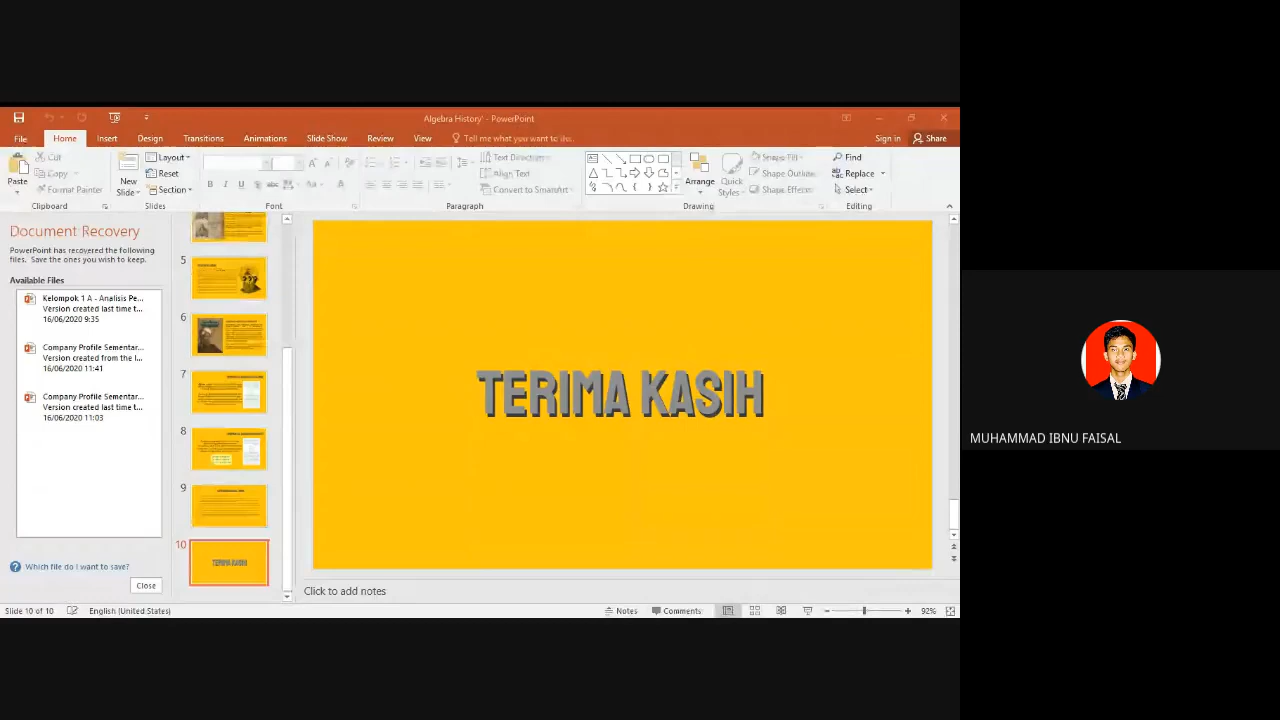 Algebra History' - PowerPoint
File Home Insert Design Transitions Animations Slide Show Review View Tell me what you want to do... Sign in Share
Paste
Cut
Copy
Format Painter
Clipboard
New Slide
Layout
Reset
Section
Slides
B I U S
Aa
Font
Text Direction
Align Text
Convert to SmartArt
Paragraph
Arrange
Quick Styles
Shape Fill
Shape Outline
Shape Effects
Drawing
Find
Replace
Select
Editing
Document Recovery
PowerPoint has recovered the following
files. Save the ones you wish to keep.
Available Files
Kelompok 1 A - Analisis Pe...
Version created last time t...
16/06/2020 9:35
Company Profile Sementar...
Version created from the l...
16/06/2020 11:41
Company Profile Sementar...
Version created last time t...
16/06/2020 11:03
Which file do I want to save?
Close
5
6
7
8
9
10
TERIMA KASIH
TERIMA KASIH
Click to add notes
Slide 10 of 10 English (United States) Notes Comments 92%
MUHAMMAD IBNU FAISAL